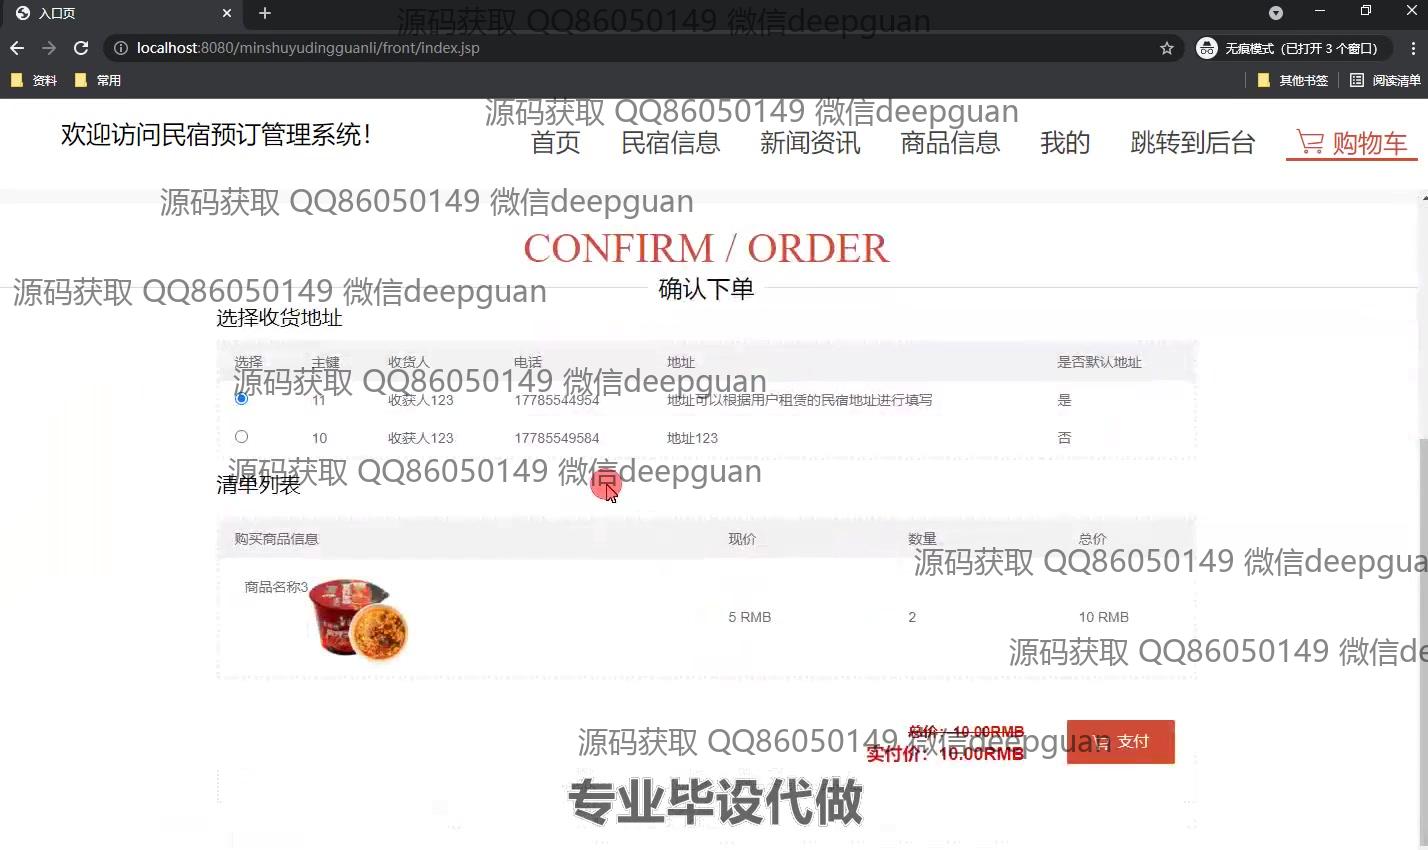 入口页
源码获取 QQ86050149 微信deepguan
localhost:8080/minshuyudingguanli/front/index.jsp
无痕模式（已打开 3 个窗口）
资料 常用 其他书签 阅读清单
源码获取 QQ86050149 微信deepguan
欢迎访问民宿预订管理系统！
首页 民宿信息 新闻资讯 商品信息 我的 跳转到后台 购物车
源码获取 QQ86050149 微信deepguan
CONFIRM / ORDER
源码获取 QQ86050149 微信deepguan
确认下单
选择收货地址
选择 主键 收货人 电话 地址 是否默认地址
源码获取 QQ86050149 微信deepguan
11 收获人123 17785544954 地址可以根据用户租赁的民宿地址进行填写 是
10 收获人123 17785549584 地址123 否
源码获取 QQ86050149 微信deepguan
清单列表
购买商品信息 现价 数量 总价
源码获取 QQ86050149 微信deepgua
商品名称3
5 RMB 2 10 RMB
源码获取 QQ86050149 微信de
总价：10.00RMB
源码获取 QQ86050149 微信deepguan
支付
实付价：10.00RMB
专业毕设代做